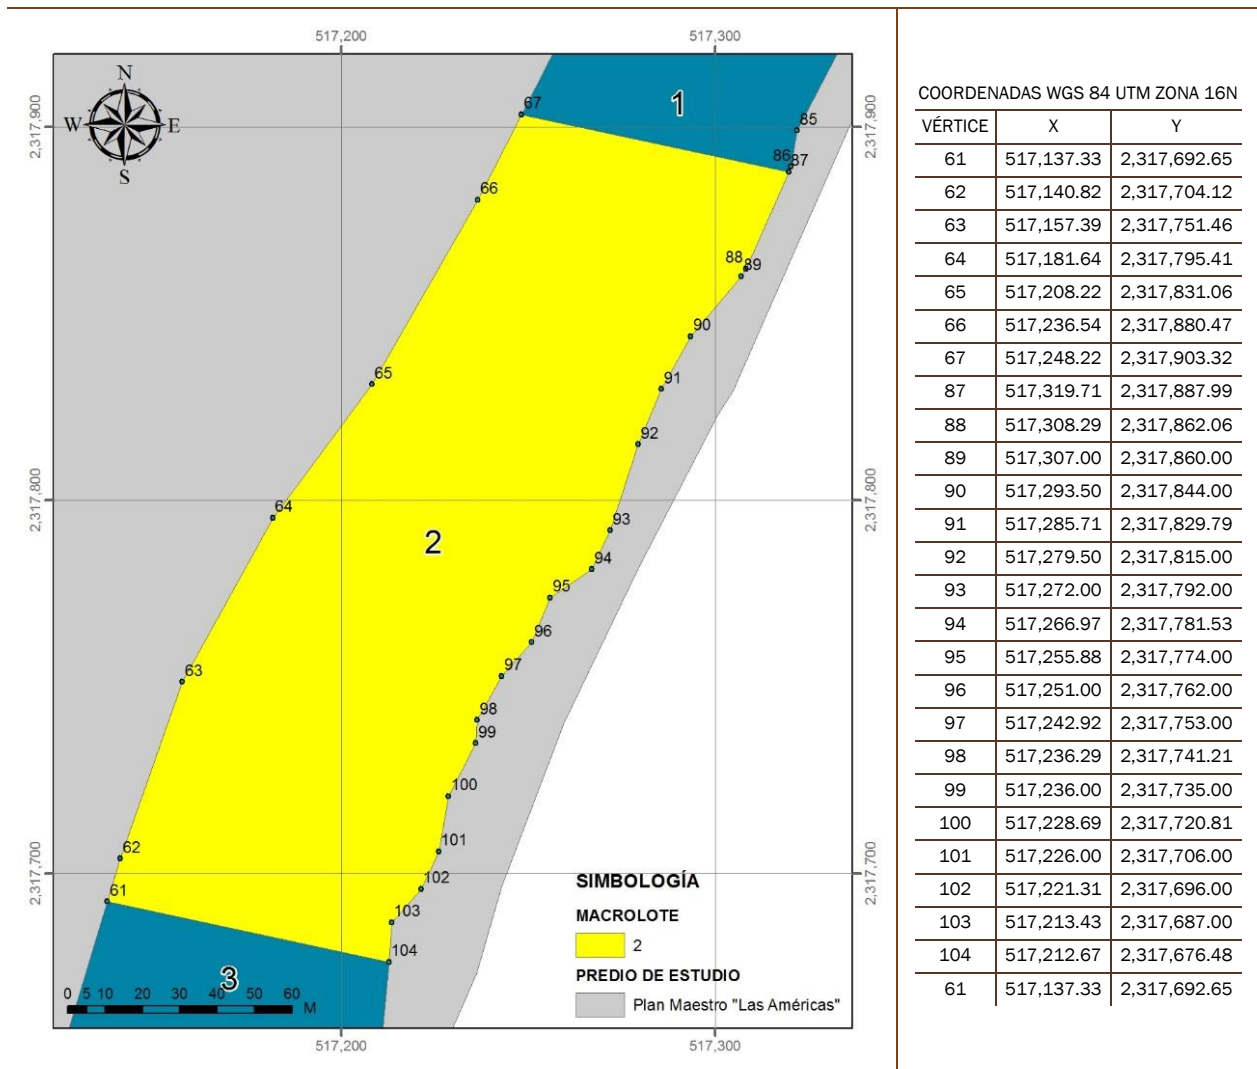 517,200
517,300
N
W
E
S
2,317,900
2,317,900
67
1
85
86
87
66
88
89
90
91
65
92
2,317,800
2,317,800
64
93
2
94
95
96
63
97
98
99
100
101
62
102
2,317,700
2,317,700
61
103
104
3
0 5 10 20 30 40 50 60
M
SIMBOLOGÍA
MACROLOTE
2
PREDIO DE ESTUDIO
Plan Maestro "Las Américas"
517,200
517,300
COORDENADAS WGS 84 UTM ZONA 16N
VÉRTICE X Y
61 517,137.33 2,317,692.65
62 517,140.82 2,317,704.12
63 517,157.39 2,317,751.46
64 517,181.64 2,317,795.41
65 517,208.22 2,317,831.06
66 517,236.54 2,317,880.47
67 517,248.22 2,317,903.32
87 517,319.71 2,317,887.99
88 517,308.29 2,317,862.06
89 517,307.00 2,317,860.00
90 517,293.50 2,317,844.00
91 517,285.71 2,317,829.79
92 517,279.50 2,317,815.00
93 517,272.00 2,317,792.00
94 517,266.97 2,317,781.53
95 517,255.88 2,317,774.00
96 517,251.00 2,317,762.00
97 517,242.92 2,317,753.00
98 517,236.29 2,317,741.21
99 517,236.00 2,317,735.00
100 517,228.69 2,317,720.81
101 517,226.00 2,317,706.00
102 517,221.31 2,317,696.00
103 517,213.43 2,317,687.00
104 517,212.67 2,317,676.48
61 517,137.33 2,317,692.65